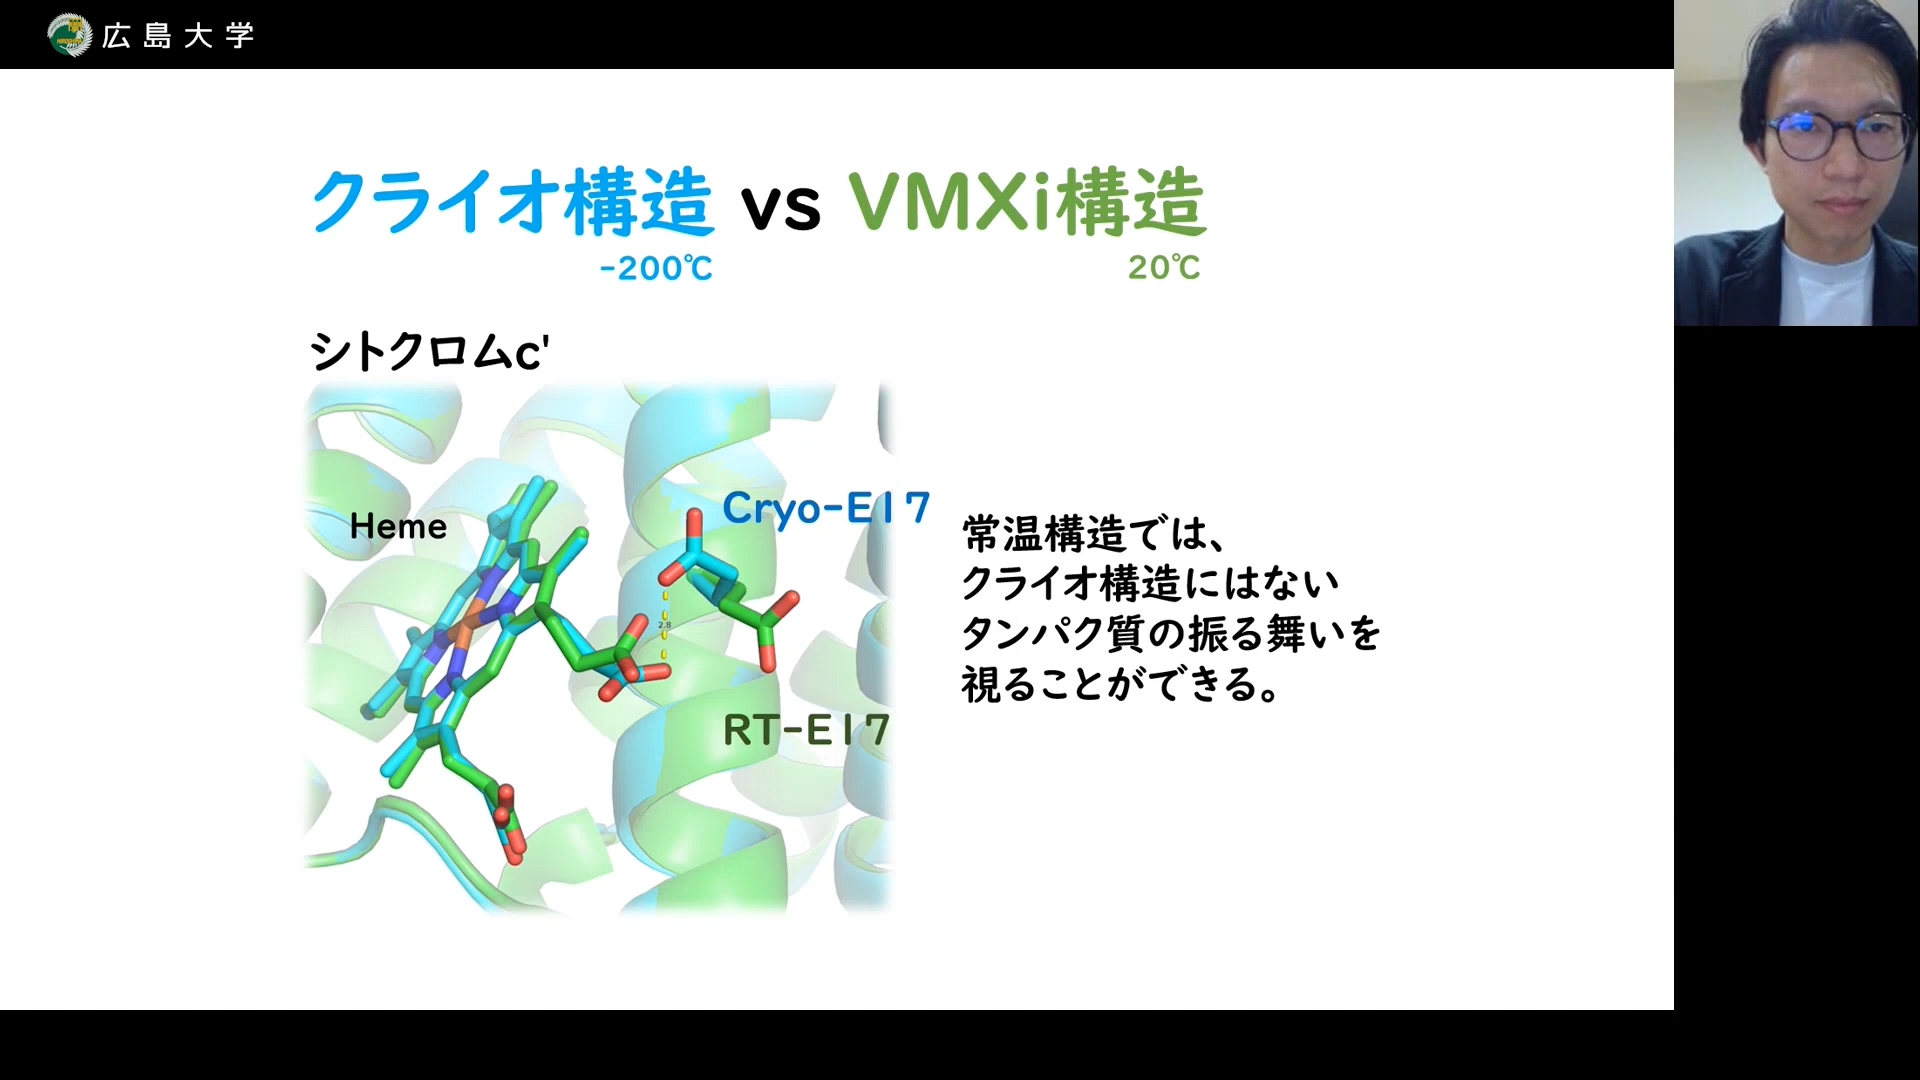 広島大学
クライオ構造 vs VMXi構造
-200℃ 20℃
シトクロムc'
Heme
Cryo-E17
2.8
RT-E17
常温構造では、
クライオ構造にはない
タンパク質の振る舞いを
視ることができる。